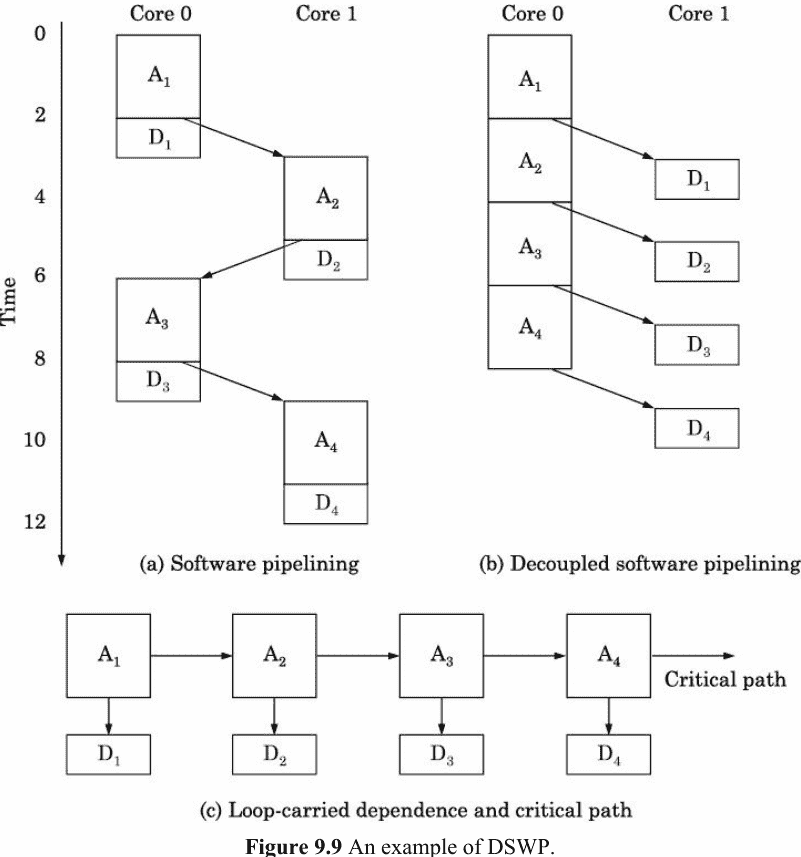 Core 0 Core 1 Core 0 Core 1
0
2
4
6
8
10
12
Time
A₁
D₁
A₂
D₂
A₃
D₃
A₄
D₄
(a) Software pipelining
A₁
A₂
A₃
A₄
D₁
D₂
D₃
D₄
(b) Decoupled software pipelining
A₁ A₂ A₃ A₄
Critical path
D₁ D₂ D₃ D₄
(c) Loop-carried dependence and critical path
Figure 9.9 An example of DSWP.